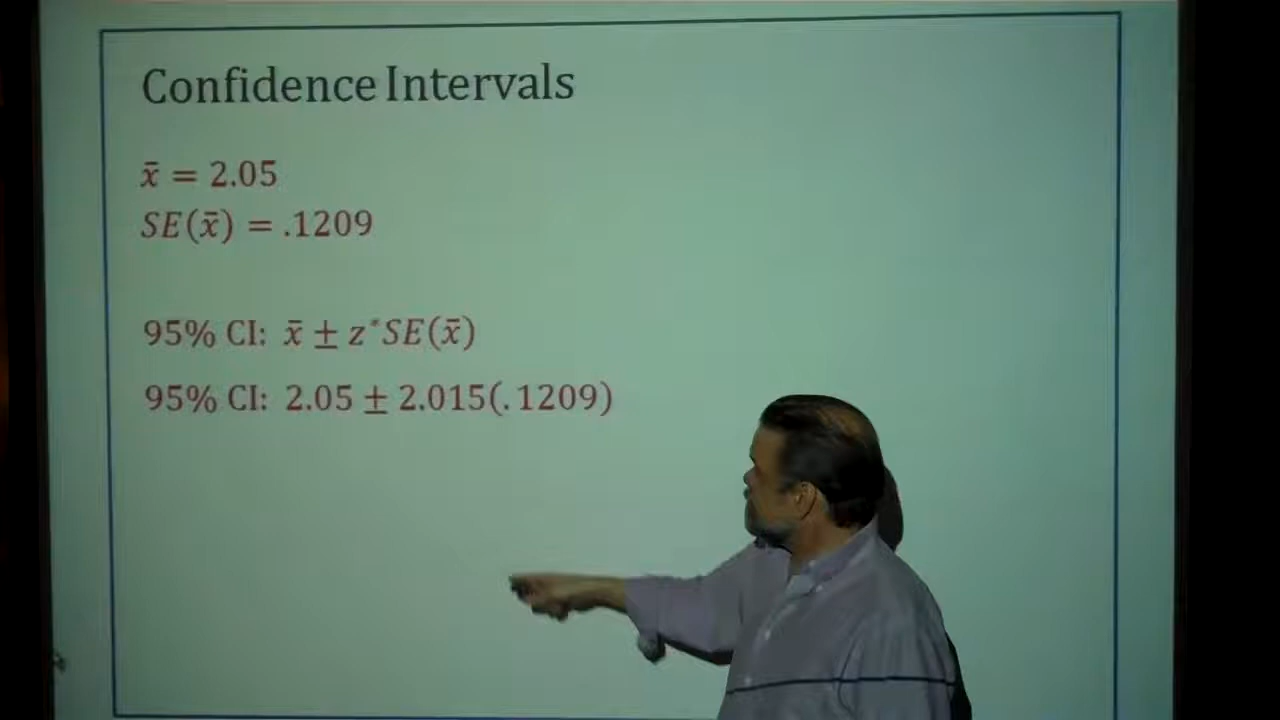 Confidence Intervals
x̄ = 2.05
SE(x̄) = .1209
95% CI: x̄ ± z*SE(x̄)
95% CI: 2.05 ± 2.015(.1209)